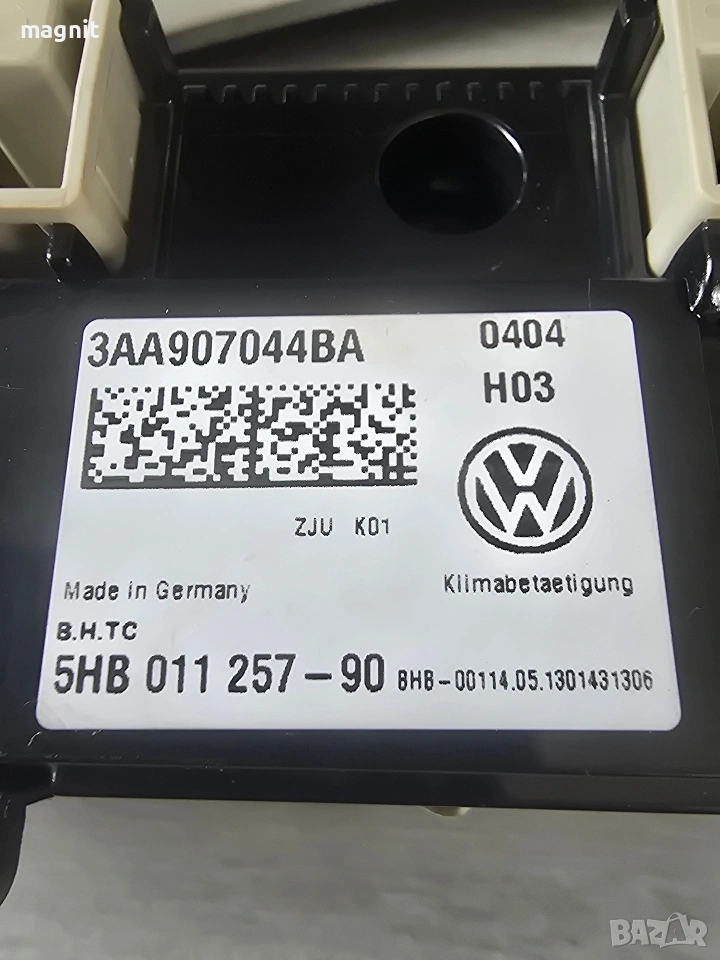 magnit
3AA907044BA 0404
H03
ZJU K01
Made in Germany Klimabetaetigung
B.H.TC
5HB 011 257-90 BHB-00114.05.1301431306
BAZAR